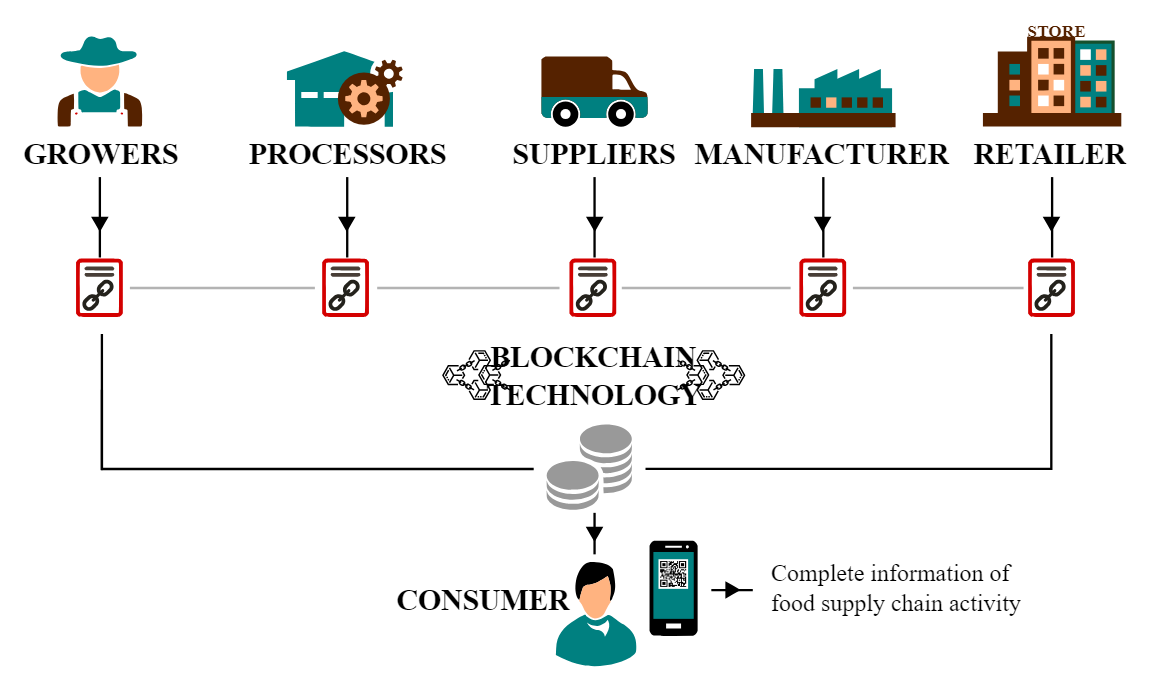 STORE
GROWERS
PROCESSORS
SUPPLIERS
MANUFACTURER
RETAILER
BLOCKCHAIN
TECHNOLOGY
CONSUMER
Complete information of
food supply chain activity